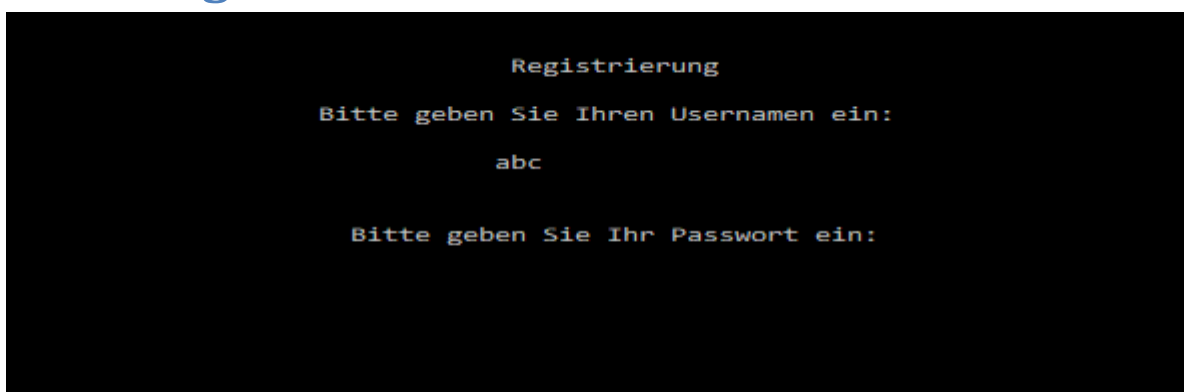 Registrierung
Bitte geben Sie Ihren Usernamen ein:
abc
Bitte geben Sie Ihr Passwort ein: